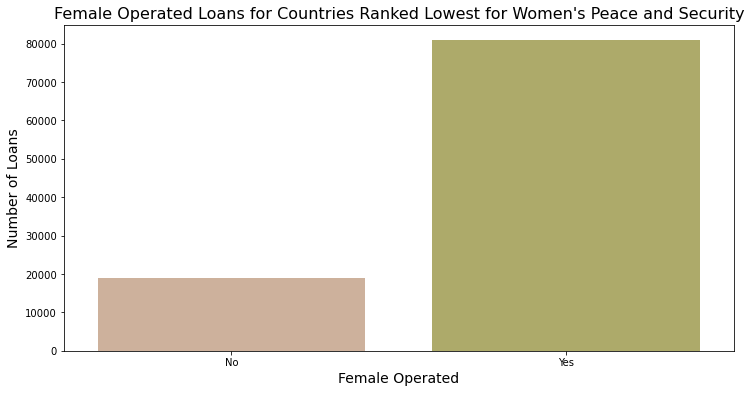 Female Operated Loans for Countries Ranked Lowest for Women's Peace and Security
Number of Loans
80000
70000
60000
50000
40000
30000
20000
10000
0
No
Yes
Female Operated